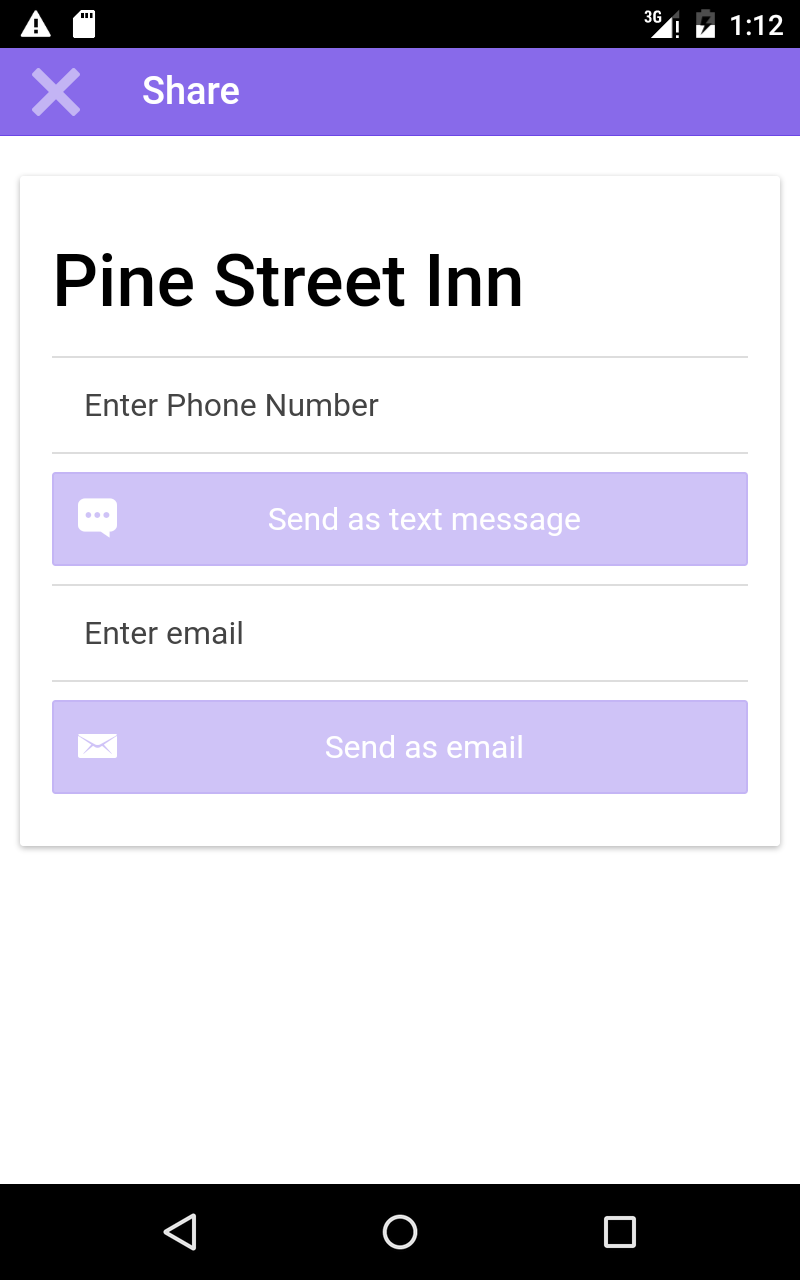 3G 1:12
Share
Pine Street Inn
Enter Phone Number
Send as text message
Enter email
Send as email